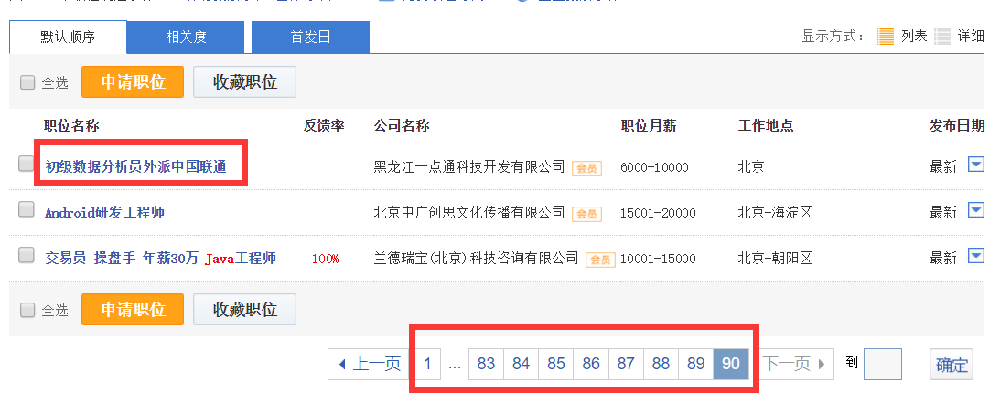 默认顺序 相关度 首发日 显示方式： 列表 详细
全选 申请职位 收藏职位
职位名称 反馈率 公司名称 职位月薪 工作地点 发布日期
初级数据分析员外派中国联通 黑龙江一点通科技开发有限公司 会员 6000-10000 北京 最新
Android研发工程师 北京中广创思文化传播有限公司 会员 15001-20000 北京-海淀区 最新
交易员 操盘手 年薪30万 Java工程师 100% 兰德瑞宝(北京)科技咨询有限公司 会员 10001-15000 北京-朝阳区 最新
全选 申请职位 收藏职位
上一页 1 ... 83 84 85 86 87 88 89 90 下一页 到 确定